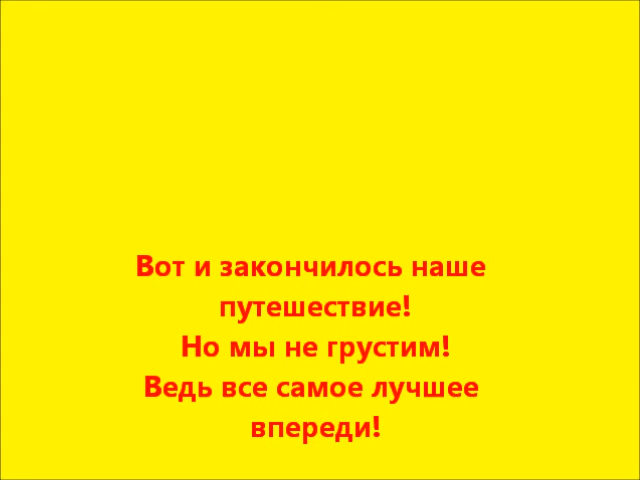 Вот и закончилось наше
путешествие!
Но мы не грустим!
Ведь все самое лучшее
впереди!